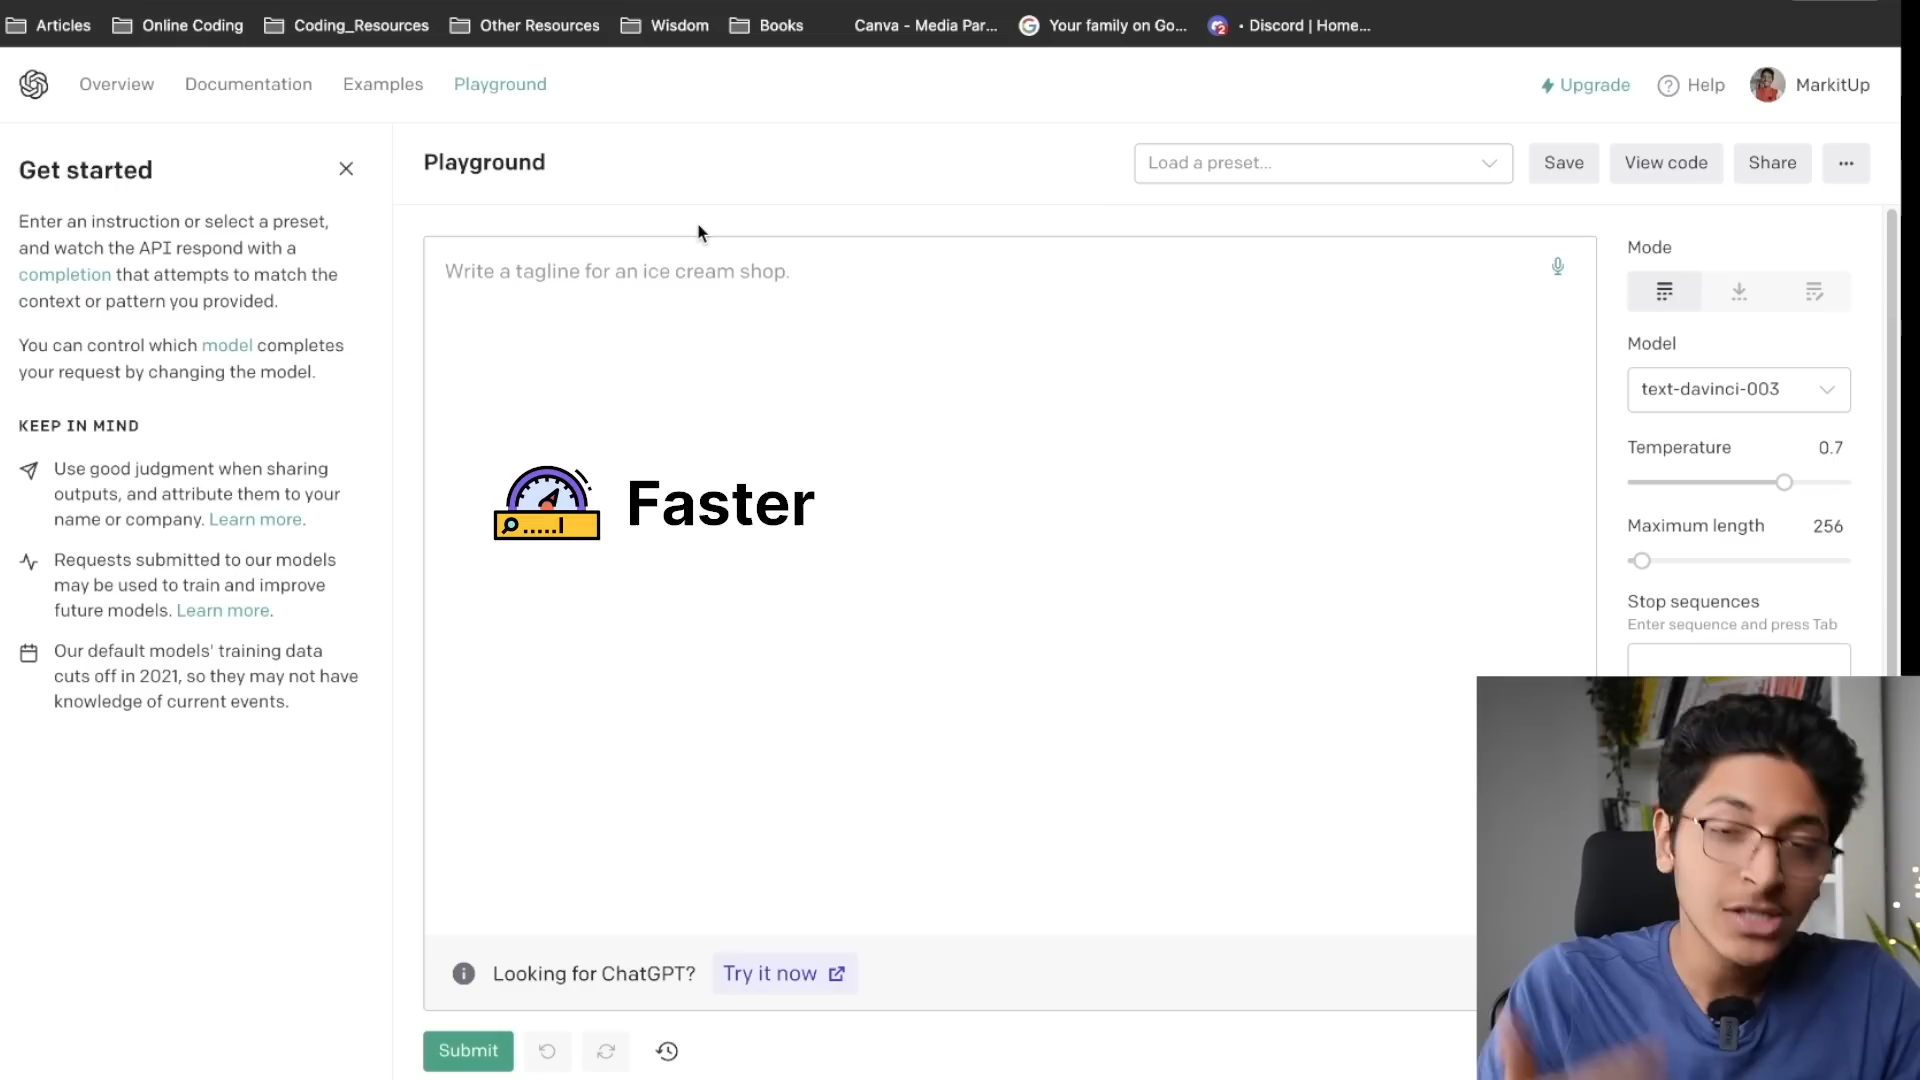 Articles
Online Coding
Coding_Resources
Other Resources
Wisdom
Books
Canva - Media Par...
Your family on Go...
• Discord | Home...
Overview
Documentation
Examples
Playground
Upgrade
Help
MarkitUp
Get started
Enter an instruction or select a preset,
and watch the API respond with a
completion that attempts to match the
context or pattern you provided.
You can control which model completes
your request by changing the model.
KEEP IN MIND
Use good judgment when sharing
outputs, and attribute them to your
name or company. Learn more.
Requests submitted to our models
may be used to train and improve
future models. Learn more.
Our default models' training data
cuts off in 2021, so they may not have
knowledge of current events.
Playground
Load a preset...
Save
View code
Share
...
Write a tagline for an ice cream shop.
Faster
Looking for ChatGPT?
Try it now
Submit
Mode
Model
text-davinci-003
Temperature 0.7
Maximum length 256
Stop sequences
Enter sequence and press Tab